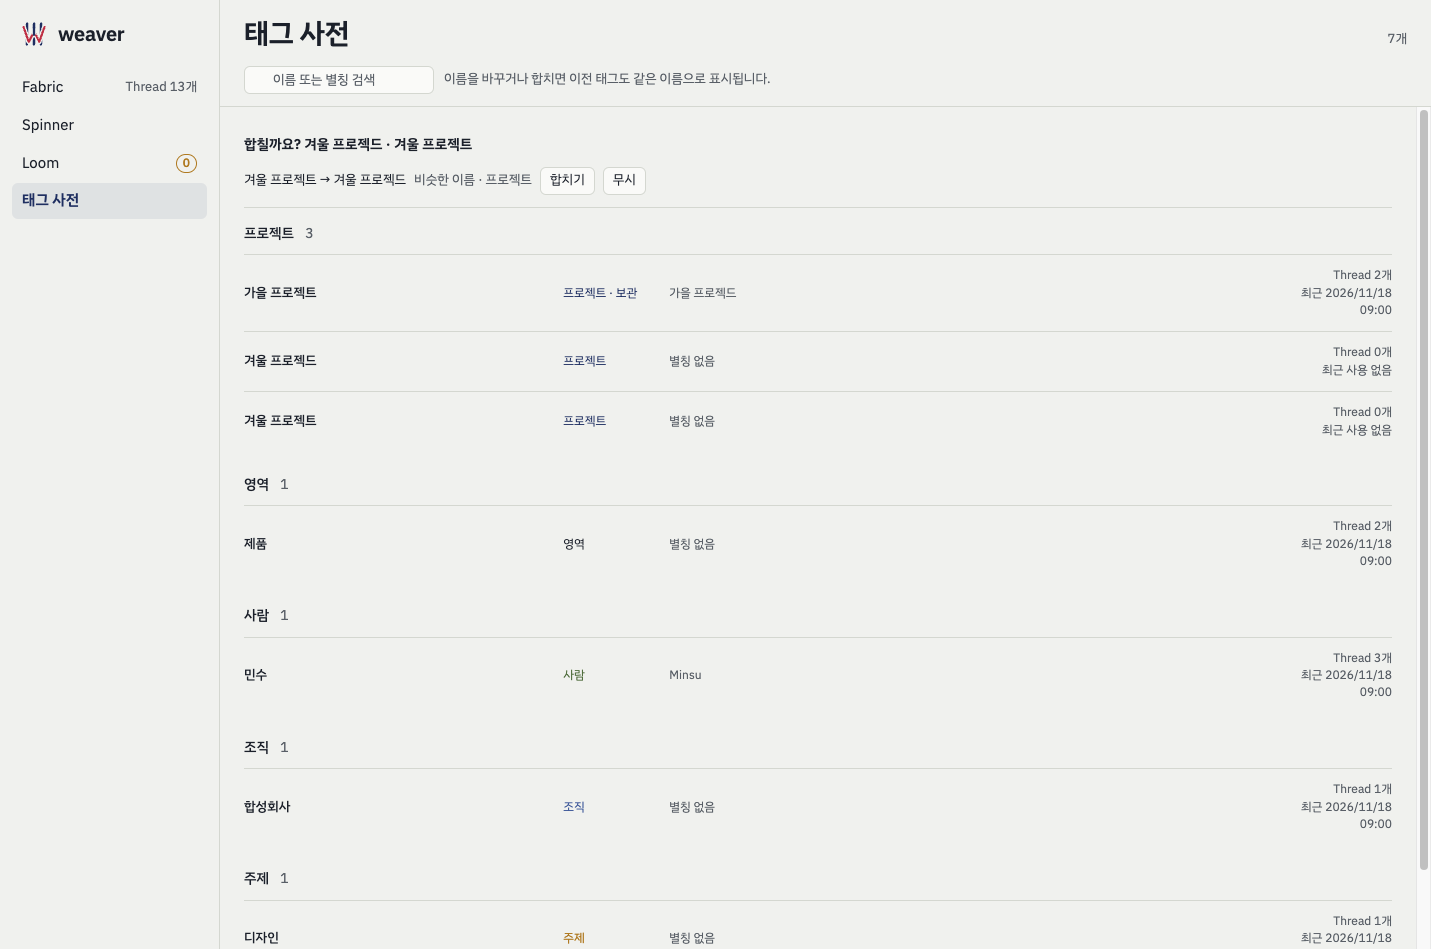 weaver
Fabric Thread 13개
Spinner
Loom 0
태그 사전
태그 사전
7개
이름 또는 별칭 검색 이름을 바꾸거나 합치면 이전 태그도 같은 이름으로 표시됩니다.
합칠까요? 겨울 프로젝드 · 겨울 프로젝트
겨울 프로젝트 → 겨울 프로젝드 비슷한 이름 · 프로젝트 합치기 무시
프로젝트 3
가을 프로젝트 프로젝트 · 보관 가을 프로젝드 Thread 2개
최근 2026/11/18
09:00
겨울 프로젝드 프로젝트 별칭 없음 Thread 0개
최근 사용 없음
겨울 프로젝트 프로젝트 별칭 없음 Thread 0개
최근 사용 없음
영역 1
제품 영역 별칭 없음 Thread 2개
최근 2026/11/18
09:00
사람 1
민수 사람 Minsu Thread 3개
최근 2026/11/18
09:00
조직 1
합성회사 조직 별칭 없음 Thread 1개
최근 2026/11/18
09:00
주제 1
디자인 주제 별칭 없음 Thread 1개
최근 2026/11/18